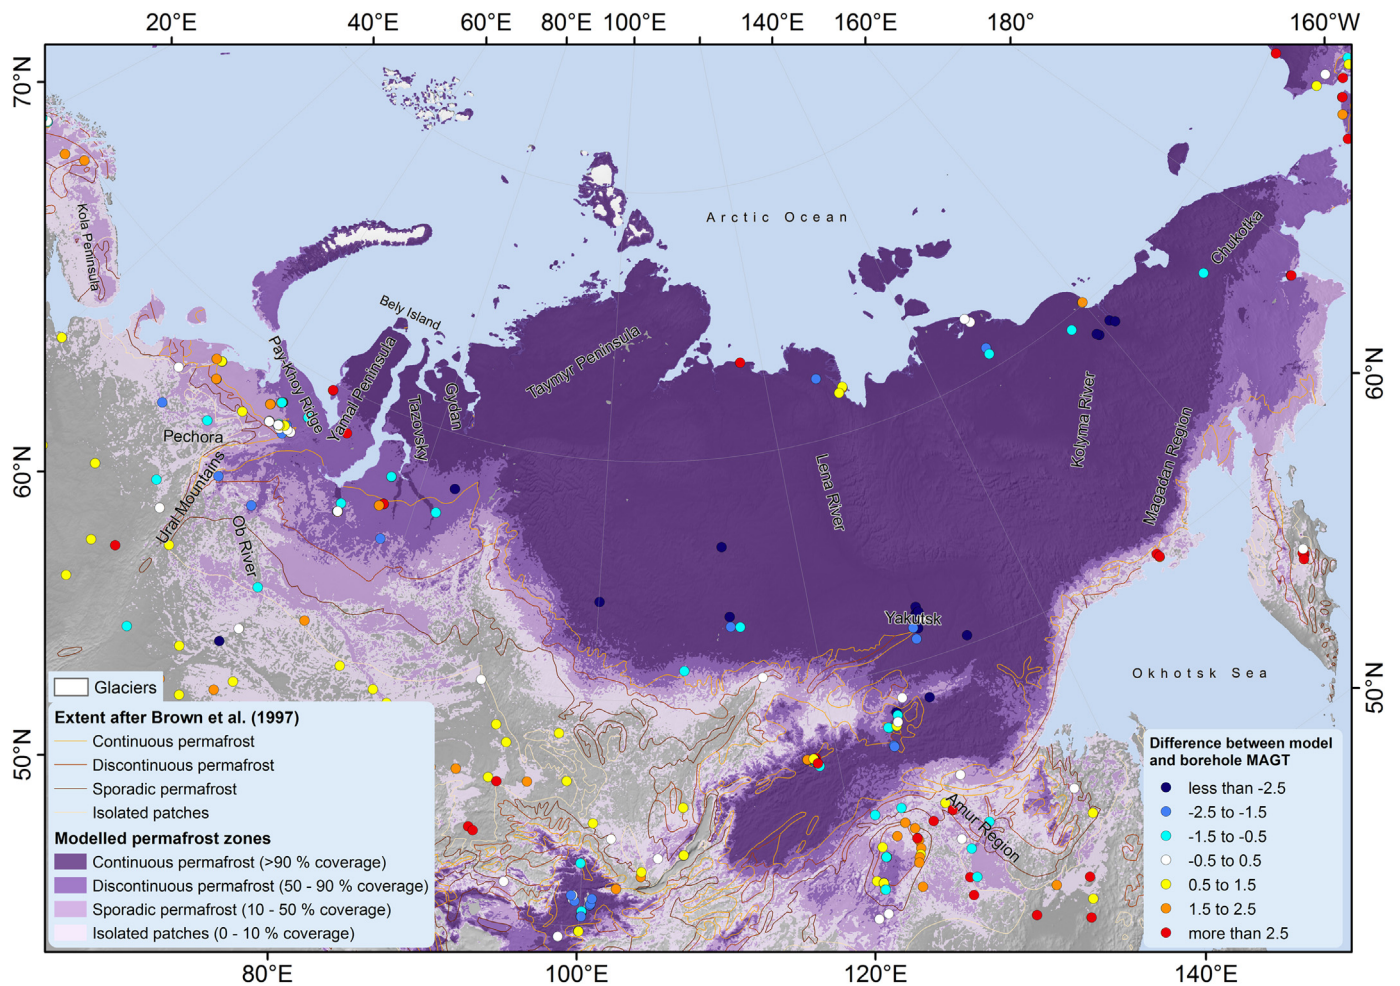 20°E 40°E 60°E 80°E 100°E 140°E 160°E 180° 160°W
70°N
60°N
50°N
60°N
50°N
Arctic Ocean
Kola Peninsula
Bely Island
Chukotka
Pay-Khoy Ridge
Yamal Peninsula
Tazovsky
Gydan
Taymyr Peninsula
Pechora
Ural Mountains
Ob River
Lena River
Kolyma River
Magadan Region
Yakutsk
Okhotsk Sea
Amur Region
Glaciers
Extent after Brown et al. (1997)
Continuous permafrost
Discontinuous permafrost
Sporadic permafrost
Isolated patches
Modelled permafrost zones
Continuous permafrost (>90 % coverage)
Discontinuous permafrost (50 - 90 % coverage)
Sporadic permafrost (10 - 50 % coverage)
Isolated patches (0 - 10 % coverage)
Difference between model
and borehole MAGT
less than -2.5
-2.5 to -1.5
-1.5 to -0.5
-0.5 to 0.5
0.5 to 1.5
1.5 to 2.5
more than 2.5
80°E 100°E 120°E 140°E